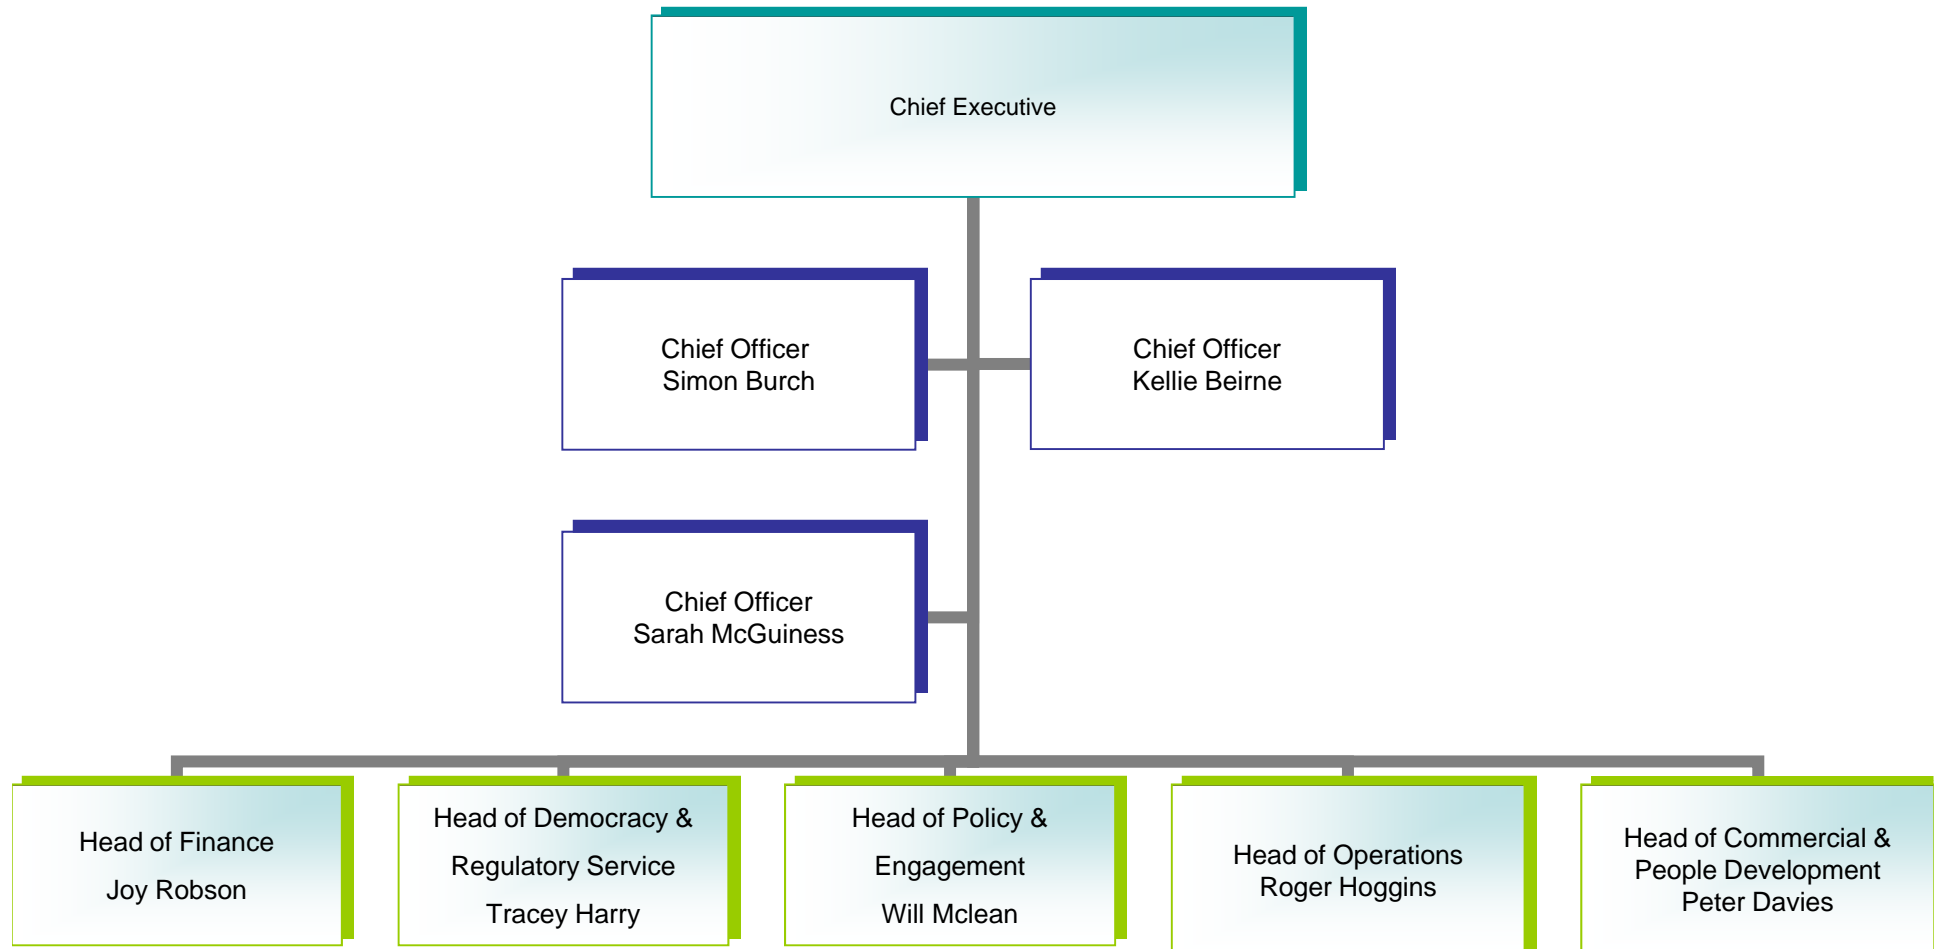 Chief Executive
Chief Officer
Simon Burch
Chief Officer
Kellie Beirne
Chief Officer
Sarah McGuiness
Head of Finance
Joy Robson
Head of Democracy &
Regulatory Service
Tracey Harry
Head of Policy &
Engagement
Will Mclean
Head of Operations
Roger Hoggins
Head of Commercial &
People Development
Peter Davies